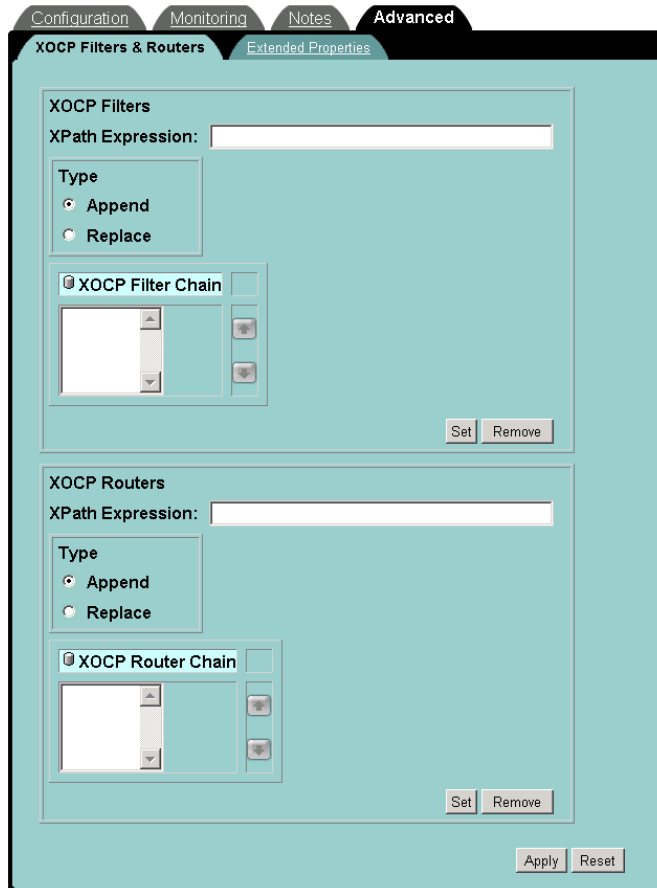 Configuration Monitoring Notes Advanced
XOCP Filters & Routers Extended Properties
XOCP Filters
XPath Expression:
Type
Append
Replace
XOCP Filter Chain
Set Remove
XOCP Routers
XPath Expression:
Type
Append
Replace
XOCP Router Chain
Set Remove
Apply Reset